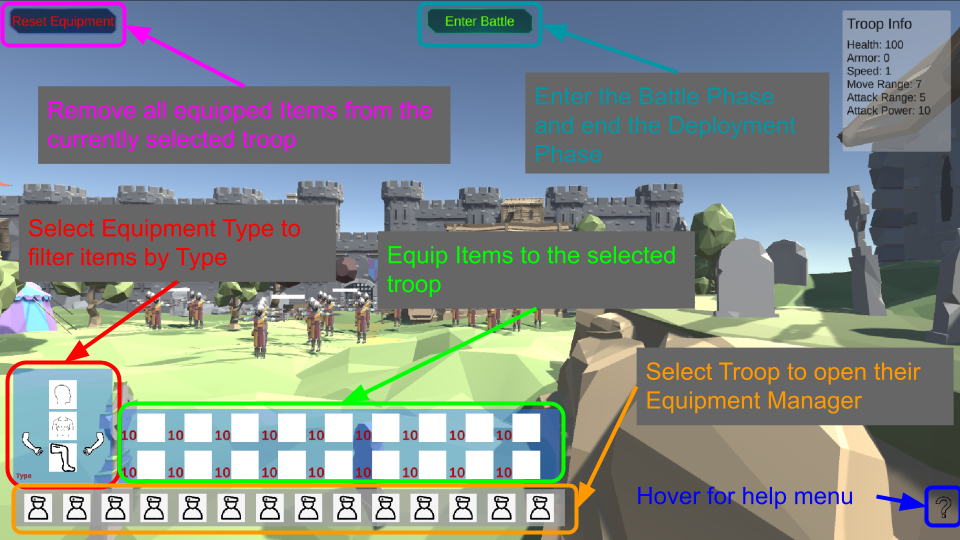 Reset Equipment
Enter Battle
Troop Info
Health: 100
Armor: 0
Speed: 1
Move Range: 7
Attack Range: 5
Attack Power: 10
Remove all equipped Items from the
currently selected troop
Enter the Battle Phase
and end the Deployment
Phase
Select Equipment Type to
filter items by Type
Equip Items to the selected
troop
Select Troop to open their
Equipment Manager
10 10 10 10 10 10 10 10 10
10 10 10 10 10 10 10 10 10
Type
Hover for help menu
?